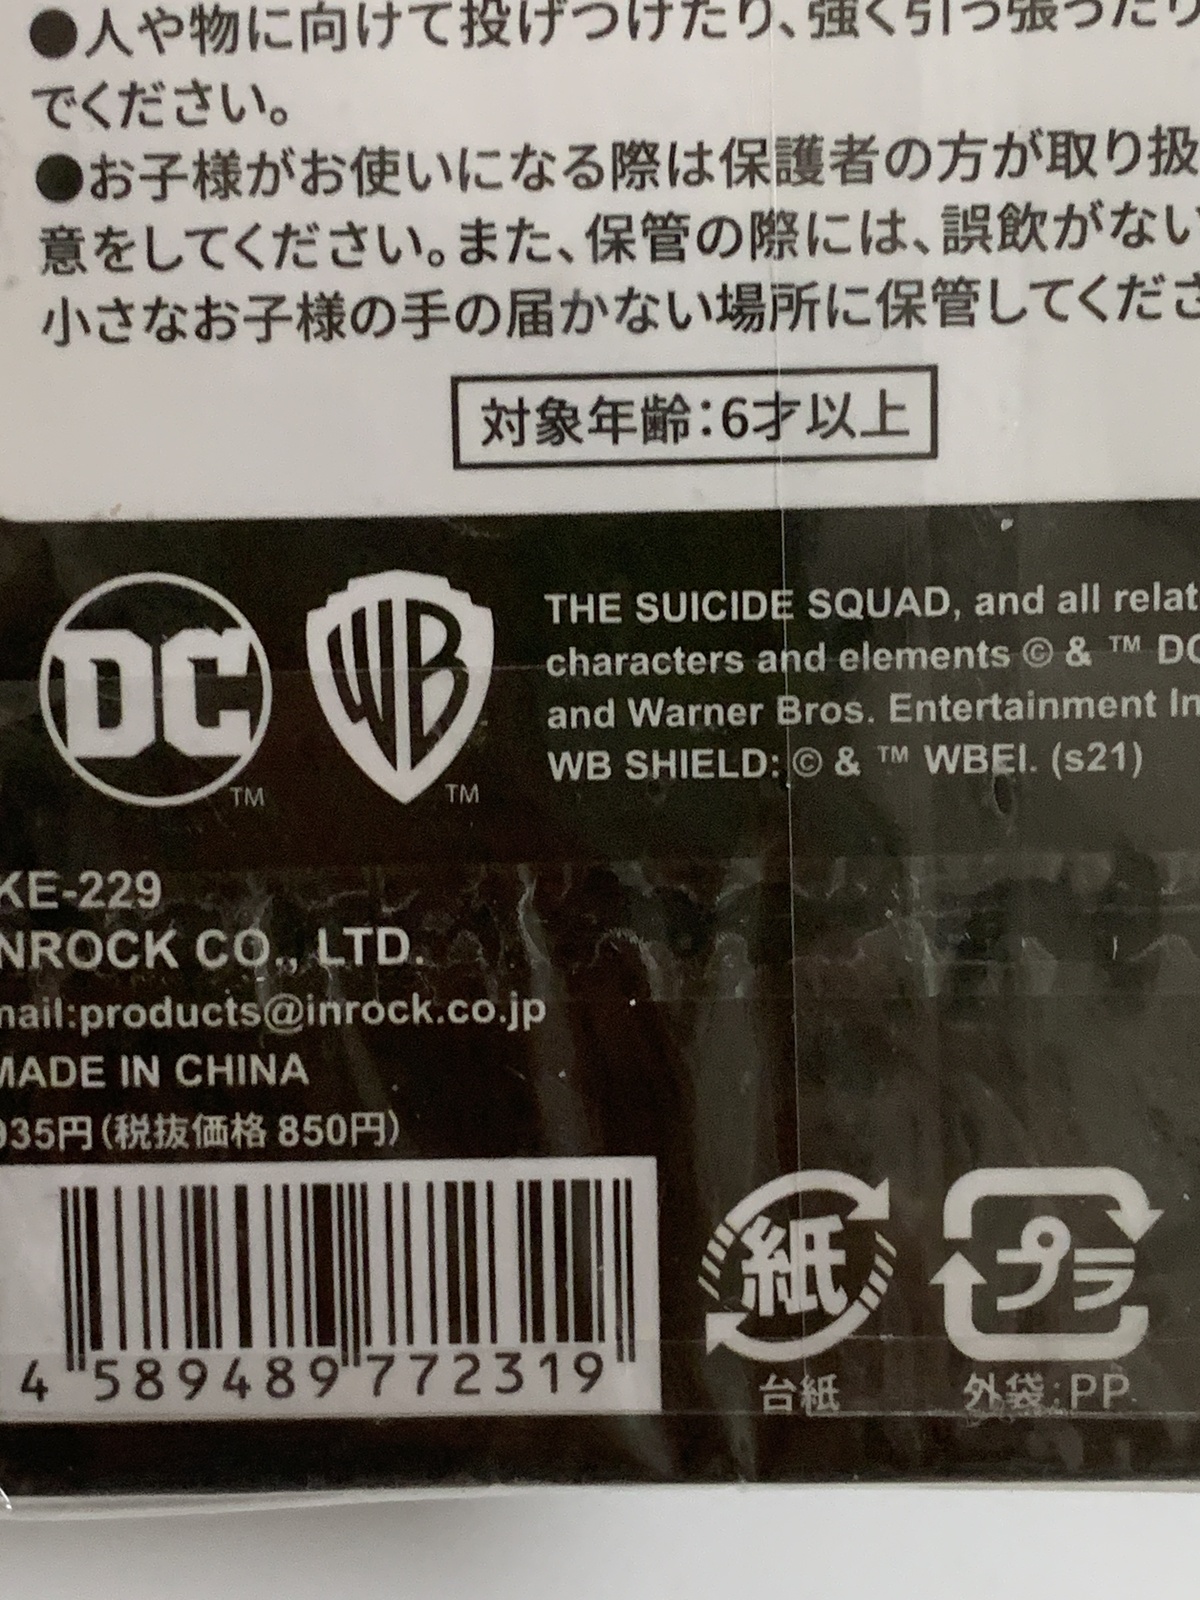 ●人や物に向けて投げつけたり、強く引っ張ったり
でください。
●お子様がお使いになる際は保護者の方が取り扱
意をしてください。また、保管の際には、誤飲がない
小さなお子様の手の届かない場所に保管してくださ
対象年齢:6才以上
DC
TM
WB
TM
THE SUICIDE SQUAD, and all relat
characters and elements © & ™ DC
and Warner Bros. Entertainment In
WB SHIELD: © & ™ WBEI. (s21)
KE-229
NROCK CO., LTD.
mail:products@inrock.co.jp
MADE IN CHINA
935円(税抜価格 850円)
4 589489 772319
紙
台紙
プラ
外袋:PP